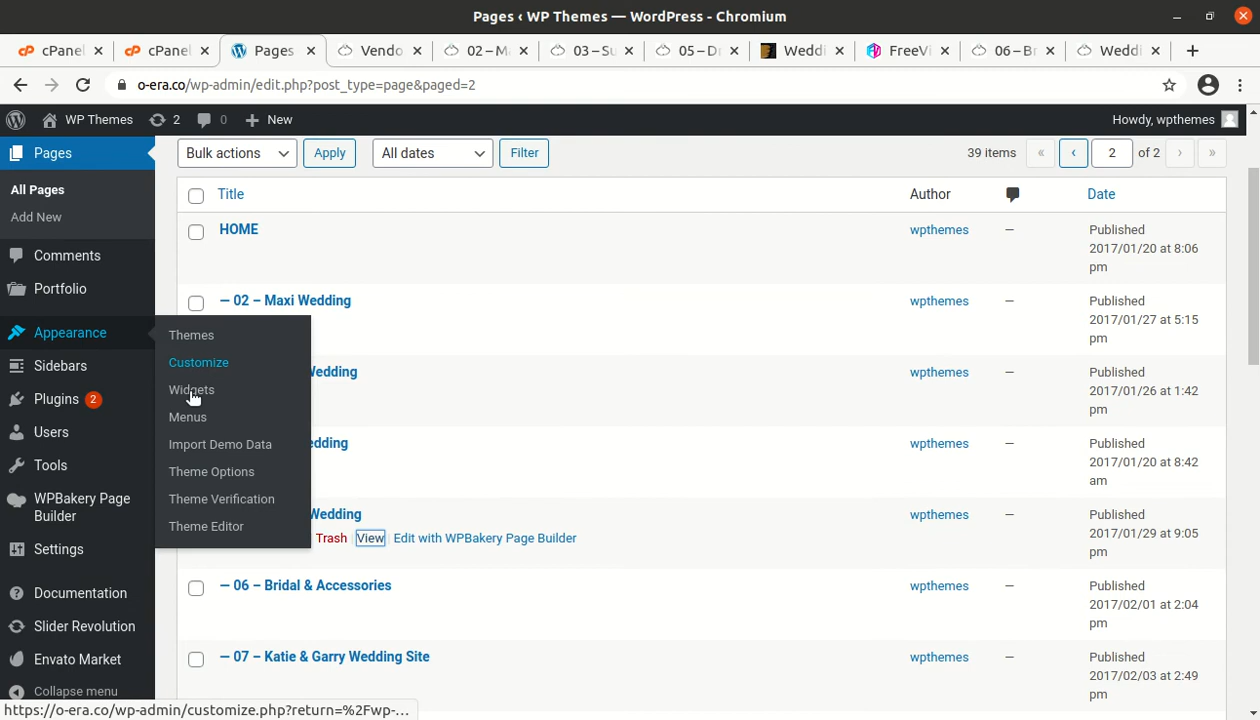 Pages ‹ WP Themes — WordPress - Chromium
cPanel
cPanel
Pages
Vendo
02 – M
03 – Su
05 – Dr
Weddi
FreeVi
06 – Br
Weddi
o-era.co/wp-admin/edit.php?post_type=page&paged=2
WP Themes
2
0
New
Howdy, wpthemes
Pages
All Pages
Add New
Comments
Portfolio
Appearance
Sidebars
Plugins 2
Users
Tools
WPBakery Page
Builder
Settings
Documentation
Slider Revolution
Envato Market
Collapse menu
Themes
Customize
Widgets
Menus
Import Demo Data
Theme Options
Theme Verification
Theme Editor
Bulk actions
Apply
All dates
Filter
39 items
«
‹
2
of 2
›
»
Title
Author
Date
HOME
wpthemes
—
Published
2017/01/20 at 8:06
pm
— 02 – Maxi Wedding
wpthemes
—
Published
2017/01/27 at 5:15
pm
Wedding
wpthemes
—
Published
2017/01/26 at 1:42
pm
edding
wpthemes
—
Published
2017/01/20 at 8:42
am
Wedding
Trash | View | Edit with WPBakery Page Builder
wpthemes
—
Published
2017/01/29 at 9:05
pm
— 06 – Bridal & Accessories
wpthemes
—
Published
2017/02/01 at 2:04
pm
— 07 – Katie & Garry Wedding Site
wpthemes
—
Published
2017/02/03 at 2:49
pm
https://o-era.co/wp-admin/customize.php?return=%2Fwp-...